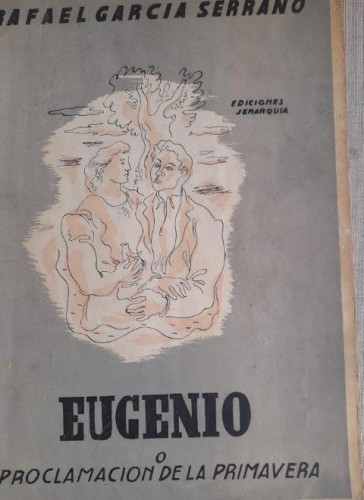 RAFAEL GARCIA SERRANO
EDICIONES
JERARQUIA
EUGENIO
O
PROCLAMACION DE LA PRIMAVERA